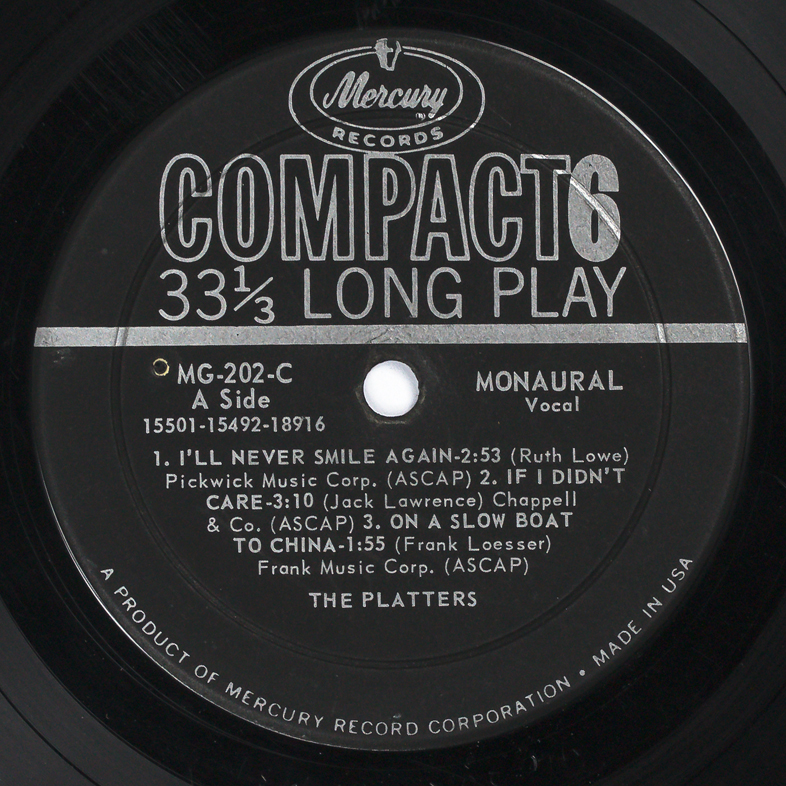 Mercury
RECORDS
COMPACT 6
33⅓ LONG PLAY
MG-202-C
A Side
15501-15492-18916
MONAURAL
Vocal
1. I'LL NEVER SMILE AGAIN-2:53 (Ruth Lowe)
Pickwick Music Corp. (ASCAP) 2. IF I DIDN'T
CARE-3:10 (Jack Lawrence) Chappell
& Co. (ASCAP) 3. ON A SLOW BOAT
TO CHINA-1:55 (Frank Loesser)
Frank Music Corp. (ASCAP)
THE PLATTERS
A PRODUCT OF MERCURY RECORD CORPORATION • MADE IN USA